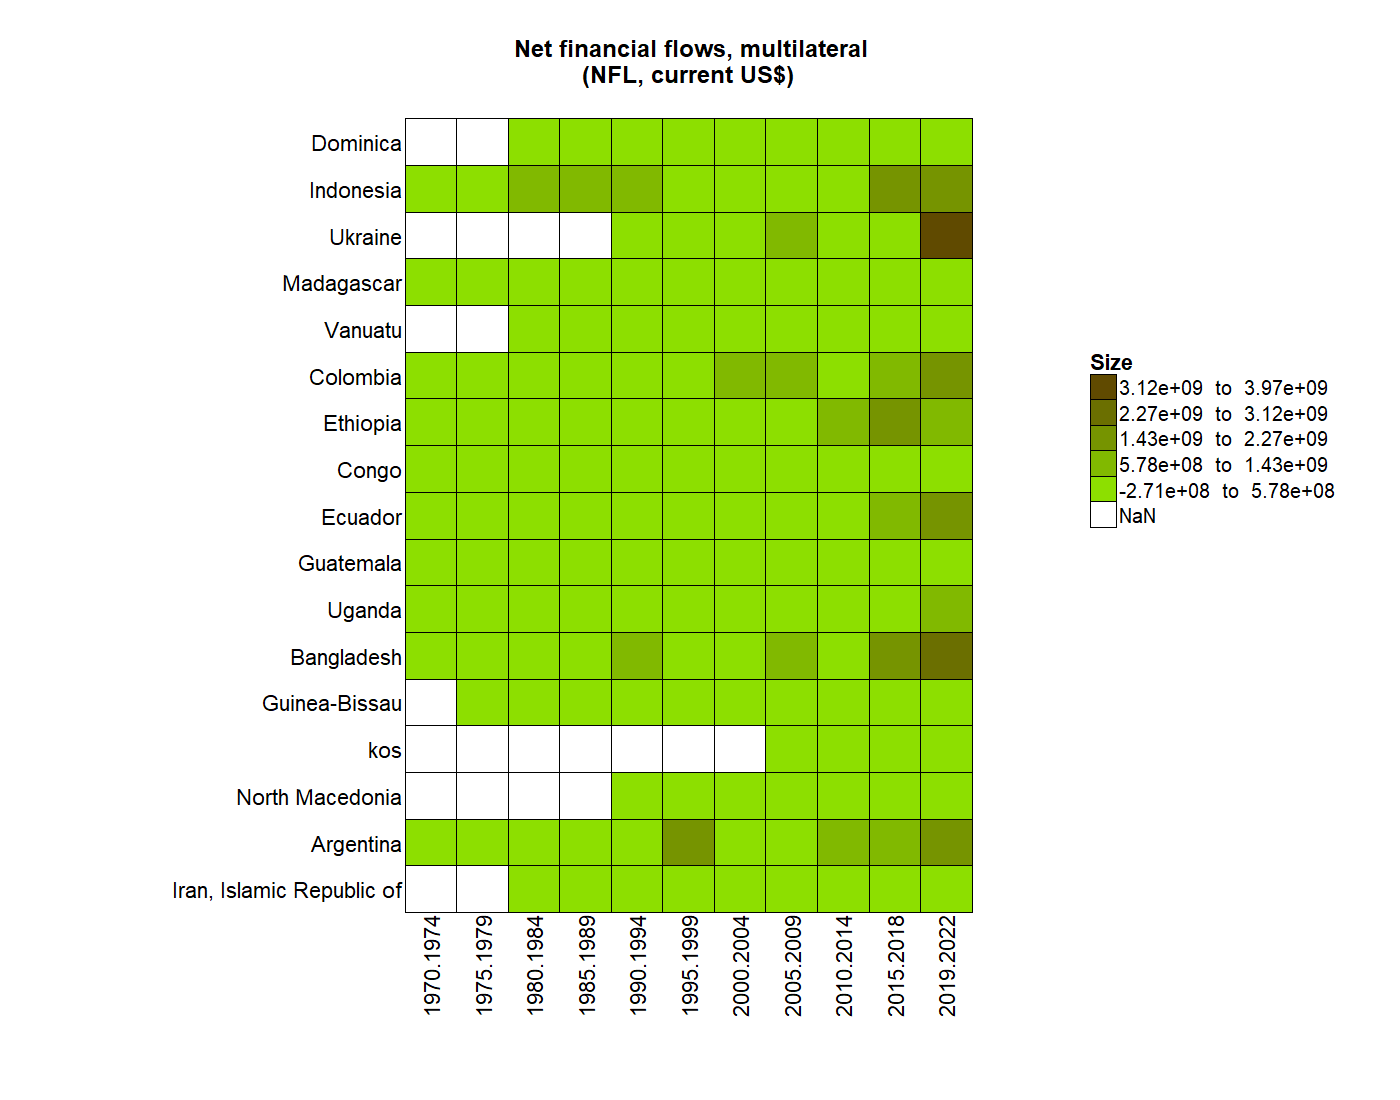 Net financial flows, multilateral
(NFL, current US$)
Dominica
Indonesia
Ukraine
Madagascar
Vanuatu
Colombia
Ethiopia
Congo
Ecuador
Guatemala
Uganda
Bangladesh
Guinea-Bissau
kos
North Macedonia
Argentina
Iran, Islamic Republic of
1970.1974
1975.1979
1980.1984
1985.1989
1990.1994
1995.1999
2000.2004
2005.2009
2010.2014
2015.2018
2019.2022
Size
3.12e+09 to 3.97e+09
2.27e+09 to 3.12e+09
1.43e+09 to 2.27e+09
5.78e+08 to 1.43e+09
-2.71e+08 to 5.78e+08
NaN